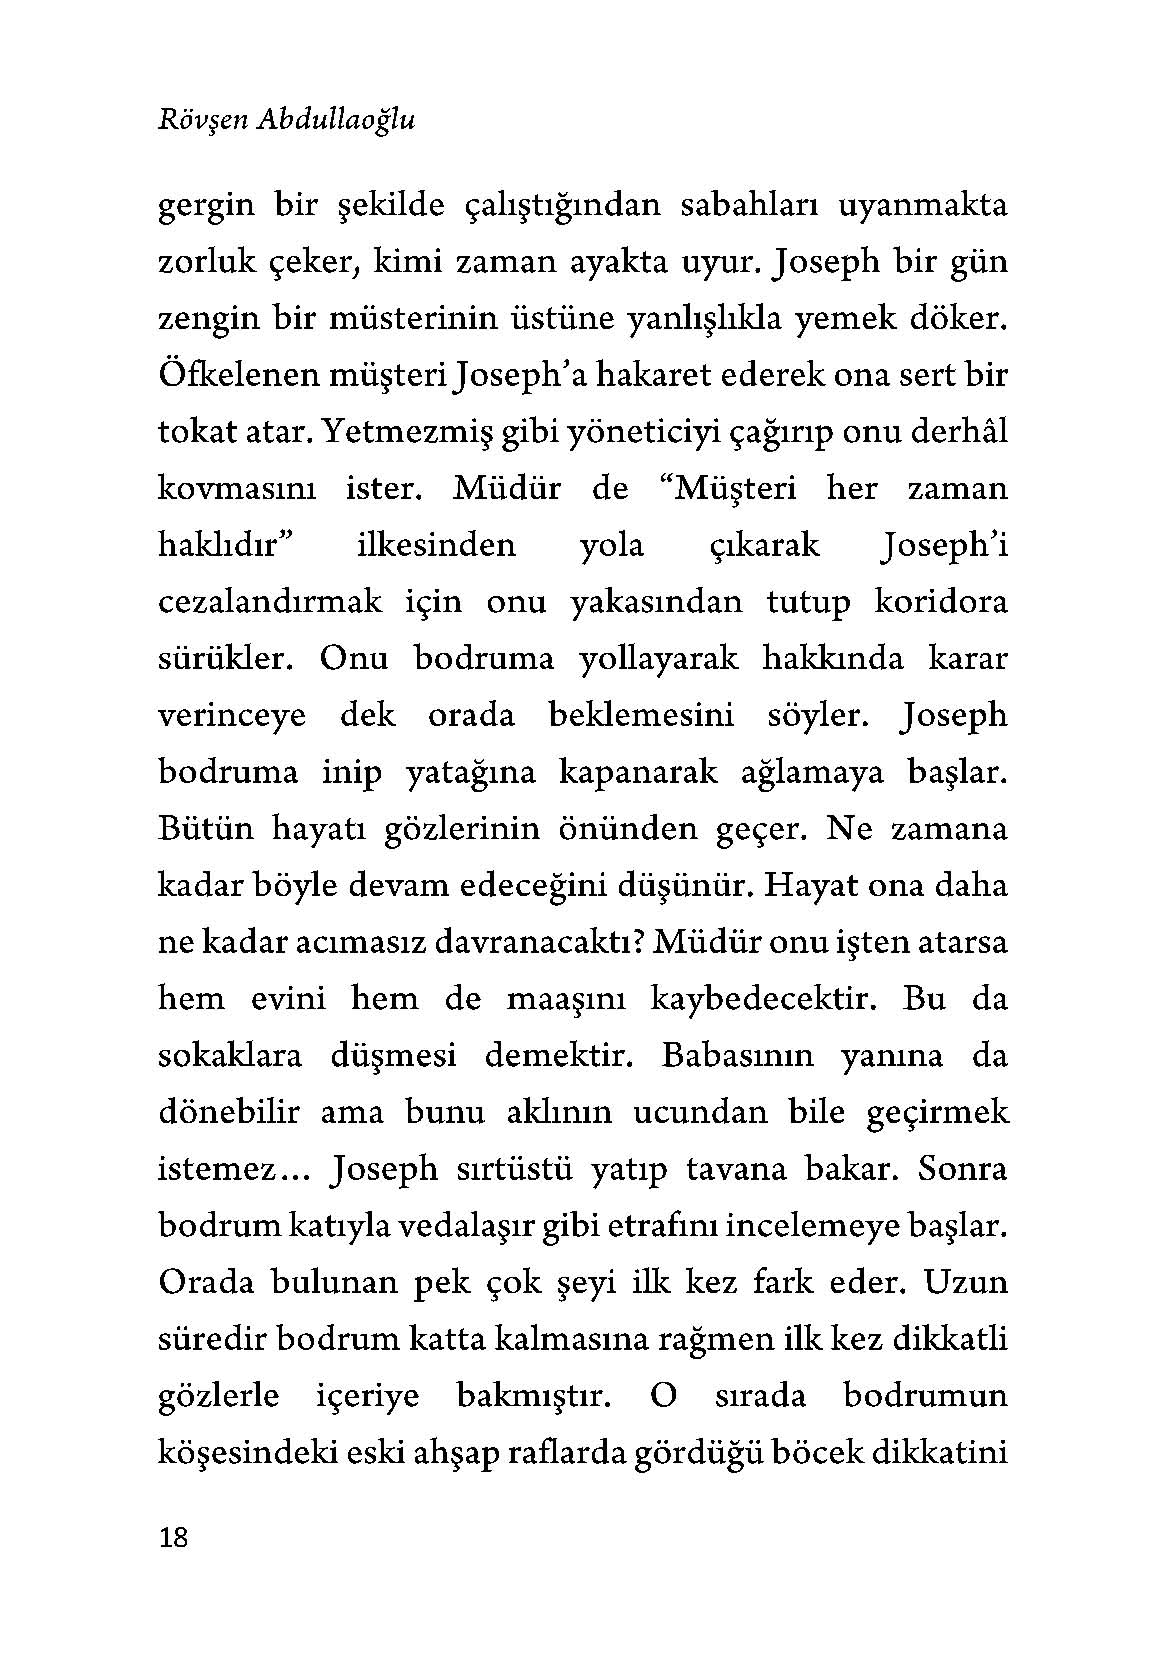 Rövşen Abdullaoğlu
gergin bir şekilde çalıştığından sabahları uyanmakta
zorluk çeker, kimi zaman ayakta uyur. Joseph bir gün
zengin bir müsterinin üstüne yanlışlıkla yemek döker.
Öfkelenen müşteri Joseph’a hakaret ederek ona sert bir
tokat atar. Yetmezmiş gibi yöneticiyi çağırıp onu derhâl
kovmasını ister. Müdür de “Müşteri her zaman
haklıdır” ilkesinden yola çıkarak Joseph’i
cezalandırmak için onu yakasından tutup koridora
sürükler. Onu bodruma yollayarak hakkında karar
verinceye dek orada beklemesini söyler. Joseph
bodruma inip yatağına kapanarak ağlamaya başlar.
Bütün hayatı gözlerinin önünden geçer. Ne zamana
kadar böyle devam edeceğini düşünür. Hayat ona daha
ne kadar acımasız davranacaktı? Müdür onu işten atarsa
hem evini hem de maaşını kaybedecektir. Bu da
sokaklara düşmesi demektir. Babasının yanına da
dönebilir ama bunu aklının ucundan bile geçirmek
istemez… Joseph sırtüstü yatıp tavana bakar. Sonra
bodrum katıyla vedalaşır gibi etrafını incelemeye başlar.
Orada bulunan pek çok şeyi ilk kez fark eder. Uzun
süredir bodrum katta kalmasına rağmen ilk kez dikkatli
gözlerle içeriye bakmıştır. O sırada bodrumun
köşesindeki eski ahşap raflarda gördüğü böcek dikkatini
18